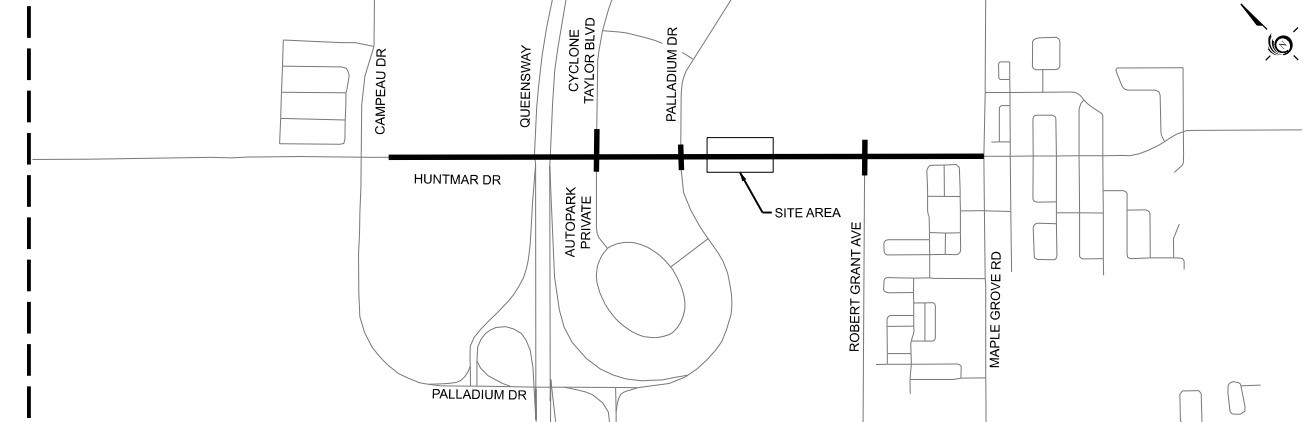 CAMPEAU DR
QUEENSWAY
CYCLONE
TAYLOR BLVD
PALLADIUM DR
HUNTMAR DR
AUTOPARK
PRIVATE
SITE AREA
ROBERT GRANT AVE
MAPLE GROVE RD
PALLADIUM DR